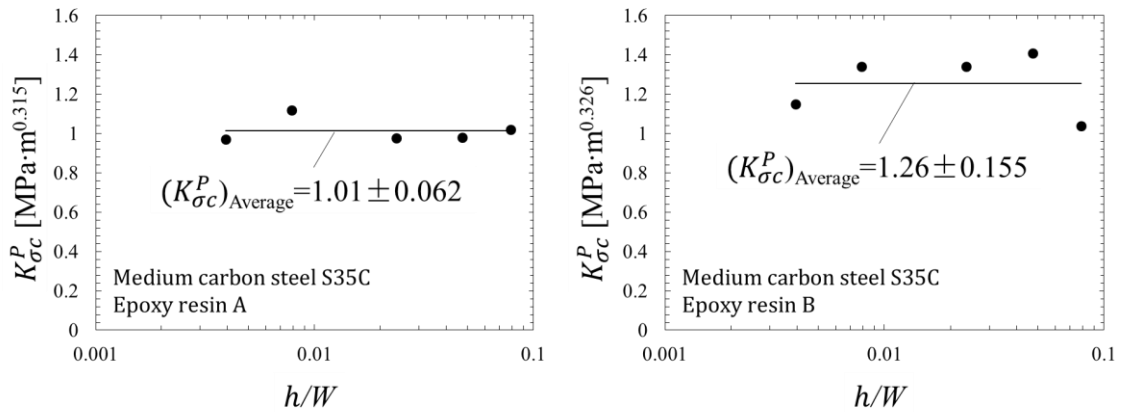 1.6
1.4
1.2
1
0.8
0.6
0.4
0.2
0
K^P_σc [MPa·m^0.315]
(K^P_σc)_Average=1.01±0.062
Medium carbon steel S35C
Epoxy resin A
0.001 0.01 0.1
h/W
1.6
1.4
1.2
1
0.8
0.6
0.4
0.2
0
K^P_σc [MPa·m^0.326]
(K^P_σc)_Average=1.26±0.155
Medium carbon steel S35C
Epoxy resin B
0.001 0.01 0.1
h/W